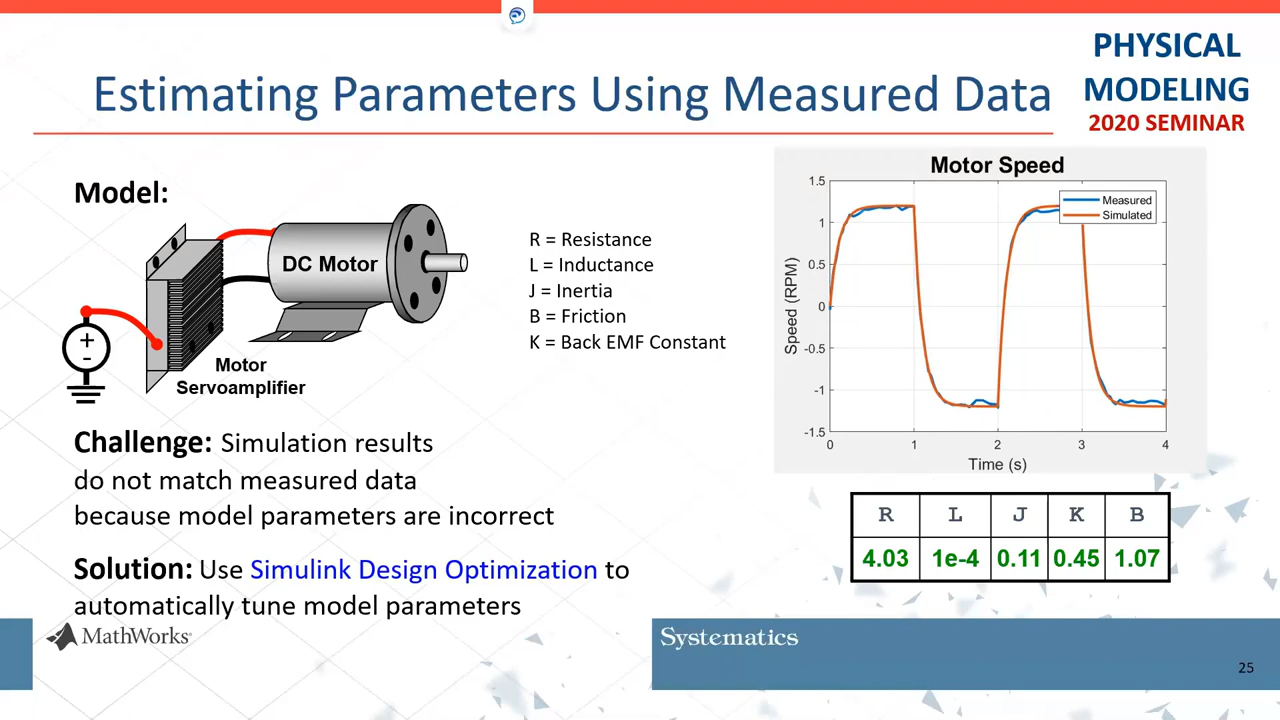 PHYSICAL
MODELING
2020 SEMINAR
Estimating Parameters Using Measured Data
Model:
DC Motor
+
-
Motor
Servoamplifier
R = Resistance
L = Inductance
J = Inertia
B = Friction
K = Back EMF Constant
Motor Speed
Measured
Simulated
Speed (RPM)
1.5
1
0.5
0
-0.5
-1
-1.5
0 1 2 3 4
Time (s)
Challenge: Simulation results
do not match measured data
because model parameters are incorrect
R L J K B
4.03 1e-4 0.11 0.45 1.07
Solution: Use Simulink Design Optimization to
automatically tune model parameters
MathWorks®
Systematics
25